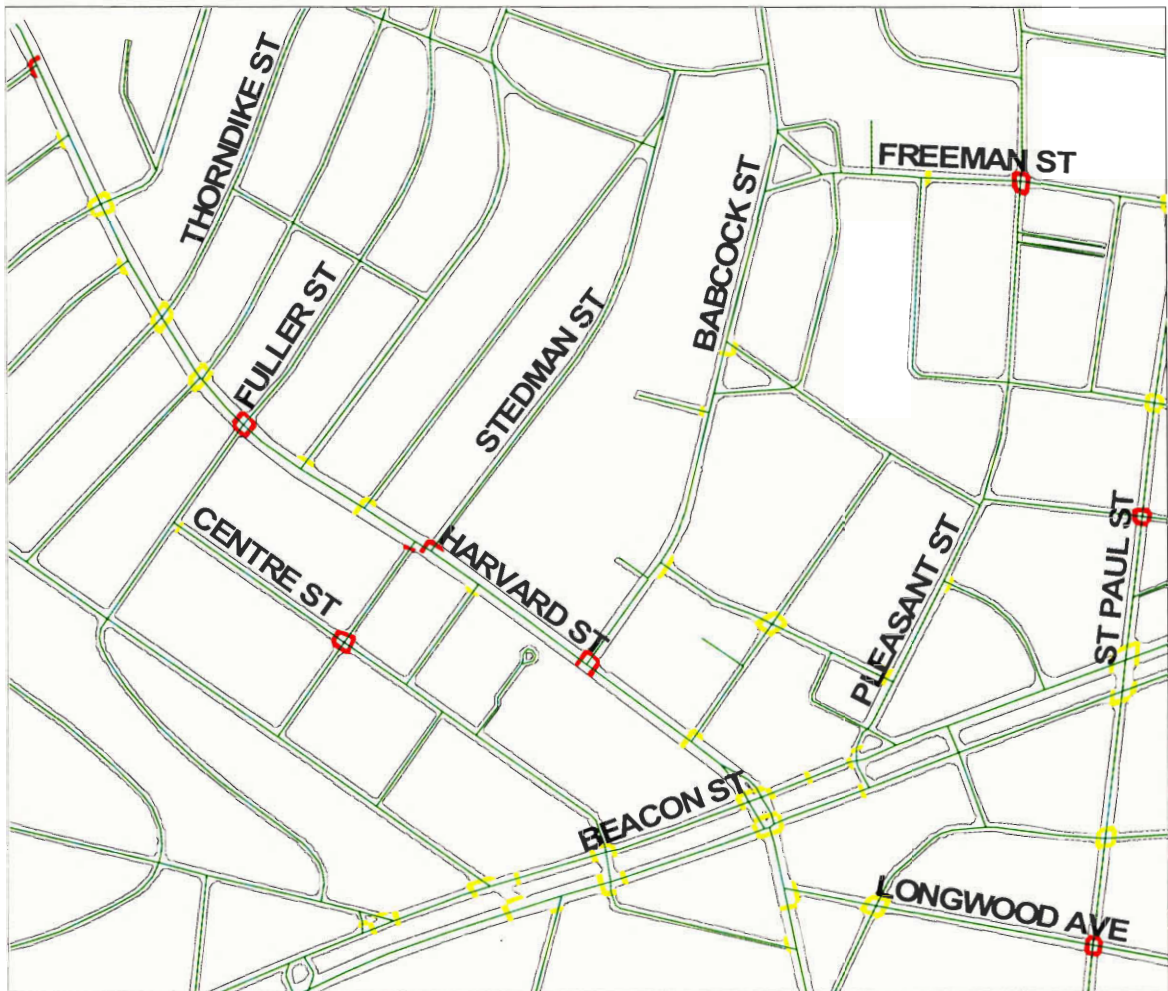 THORNDIKE ST
FREEMAN ST
BABCOCK ST
FULLER ST
STEDMAN ST
CENTRE ST
HARVARD ST
PLEASANT ST
ST PAUL ST
BEACON ST
LONGWOOD AVE